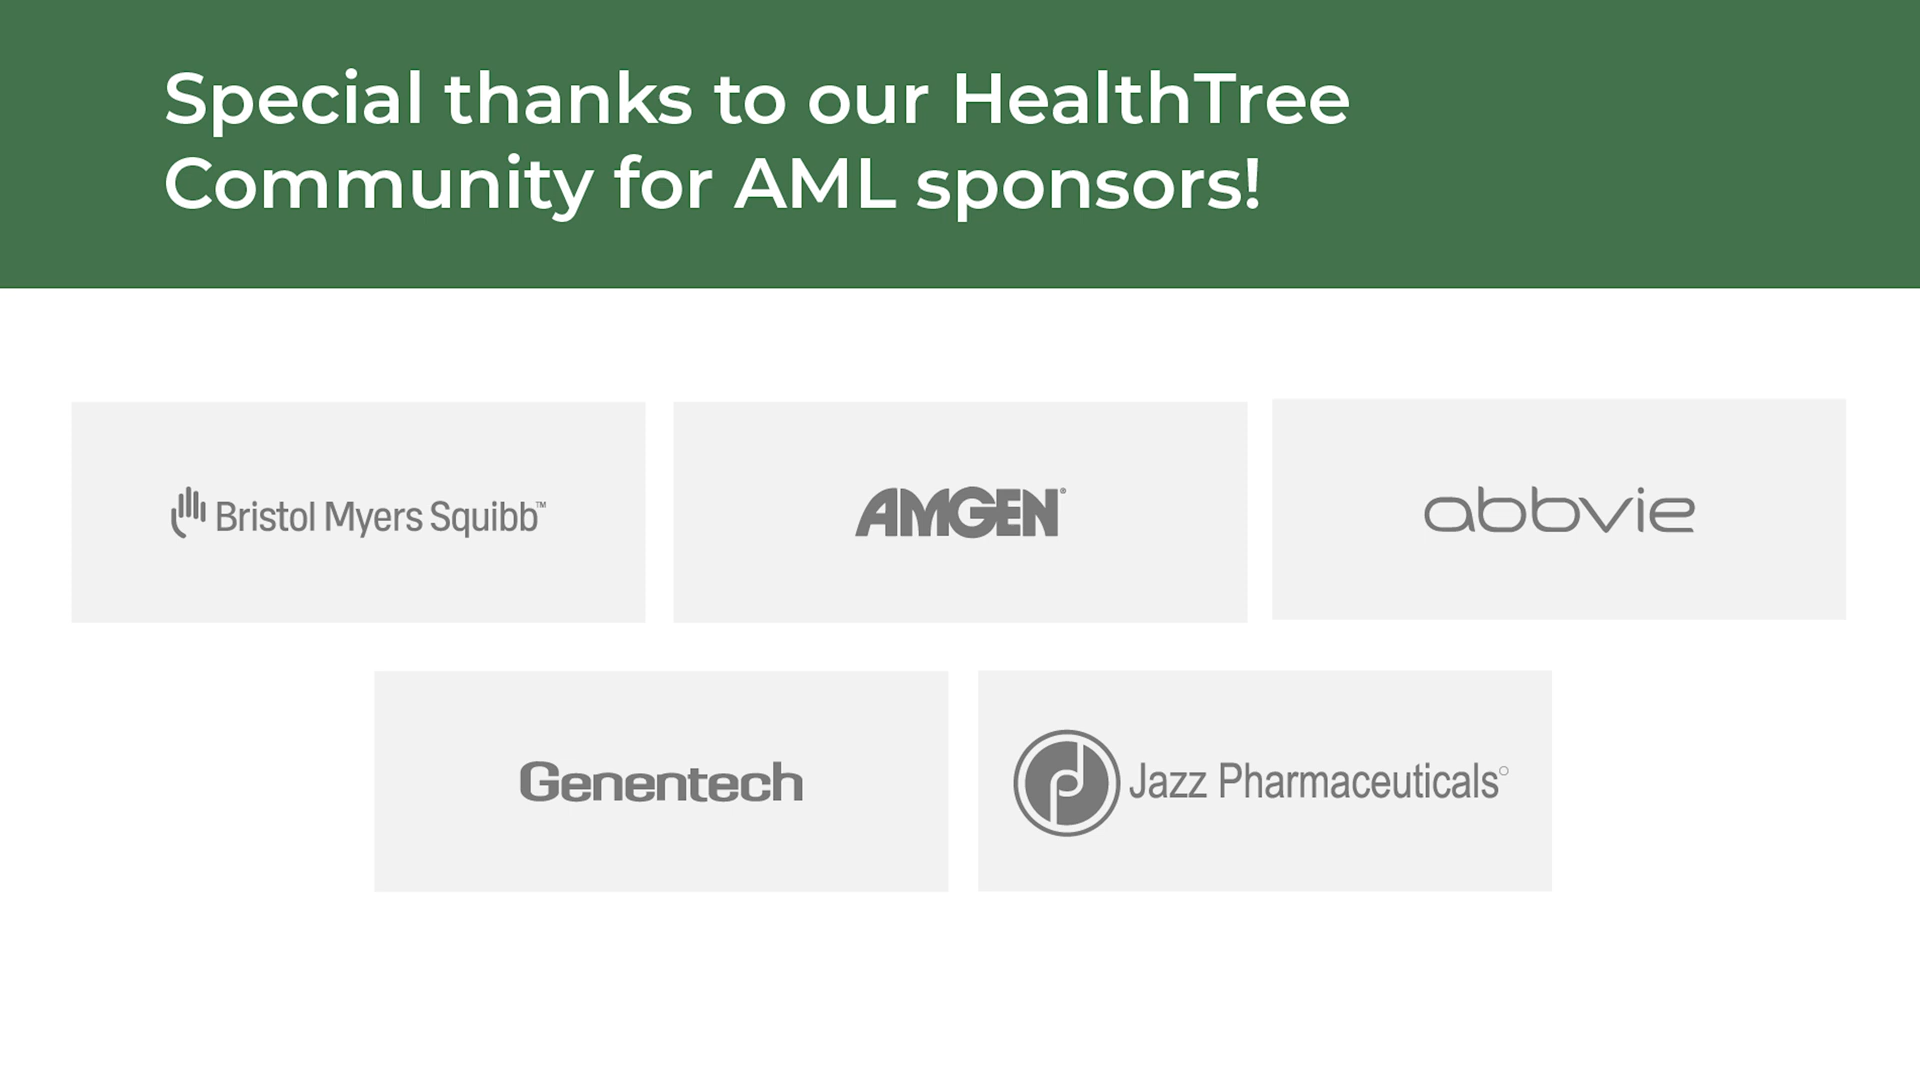 Special thanks to our HealthTree
Community for AML sponsors!
Bristol Myers Squibb™
AMGEN®
abbvie
Genentech
Jazz Pharmaceuticals